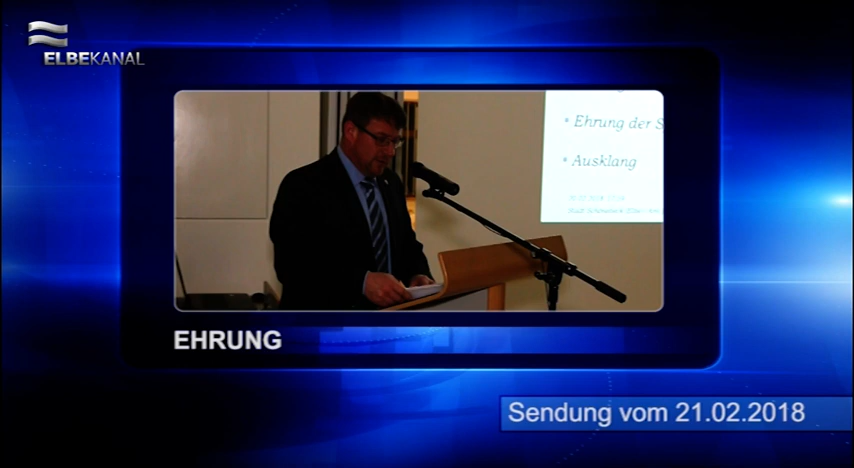 ELBEKANAL
* Ehrung der S
* Ausklang
EHRUNG
Sendung vom 21.02.2018